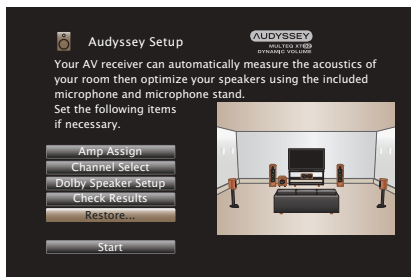 Audyssey Setup
AUDYSSEY
MULTEQ XT32
DYNAMIC VOLUME
Your AV receiver can automatically measure the acoustics of
your room then optimize your speakers using the included
microphone and microphone stand.
Set the following items
if necessary.
Amp Assign
Channel Select
Dolby Speaker Setup
Check Results
Restore...
Start